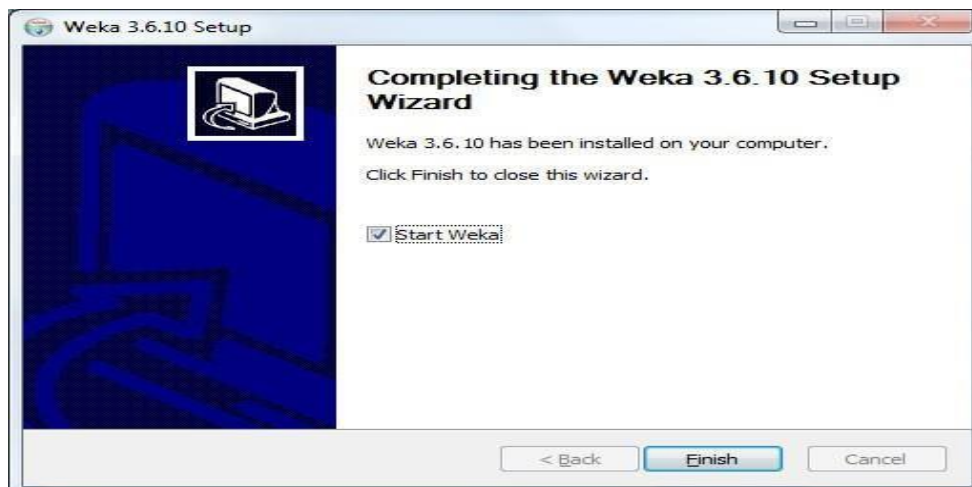 Weka 3.6.10 Setup
Completing the Weka 3.6.10 Setup
Wizard
Weka 3.6.10 has been installed on your computer.
Click Finish to close this wizard.
Start Weka
< Back
Finish
Cancel